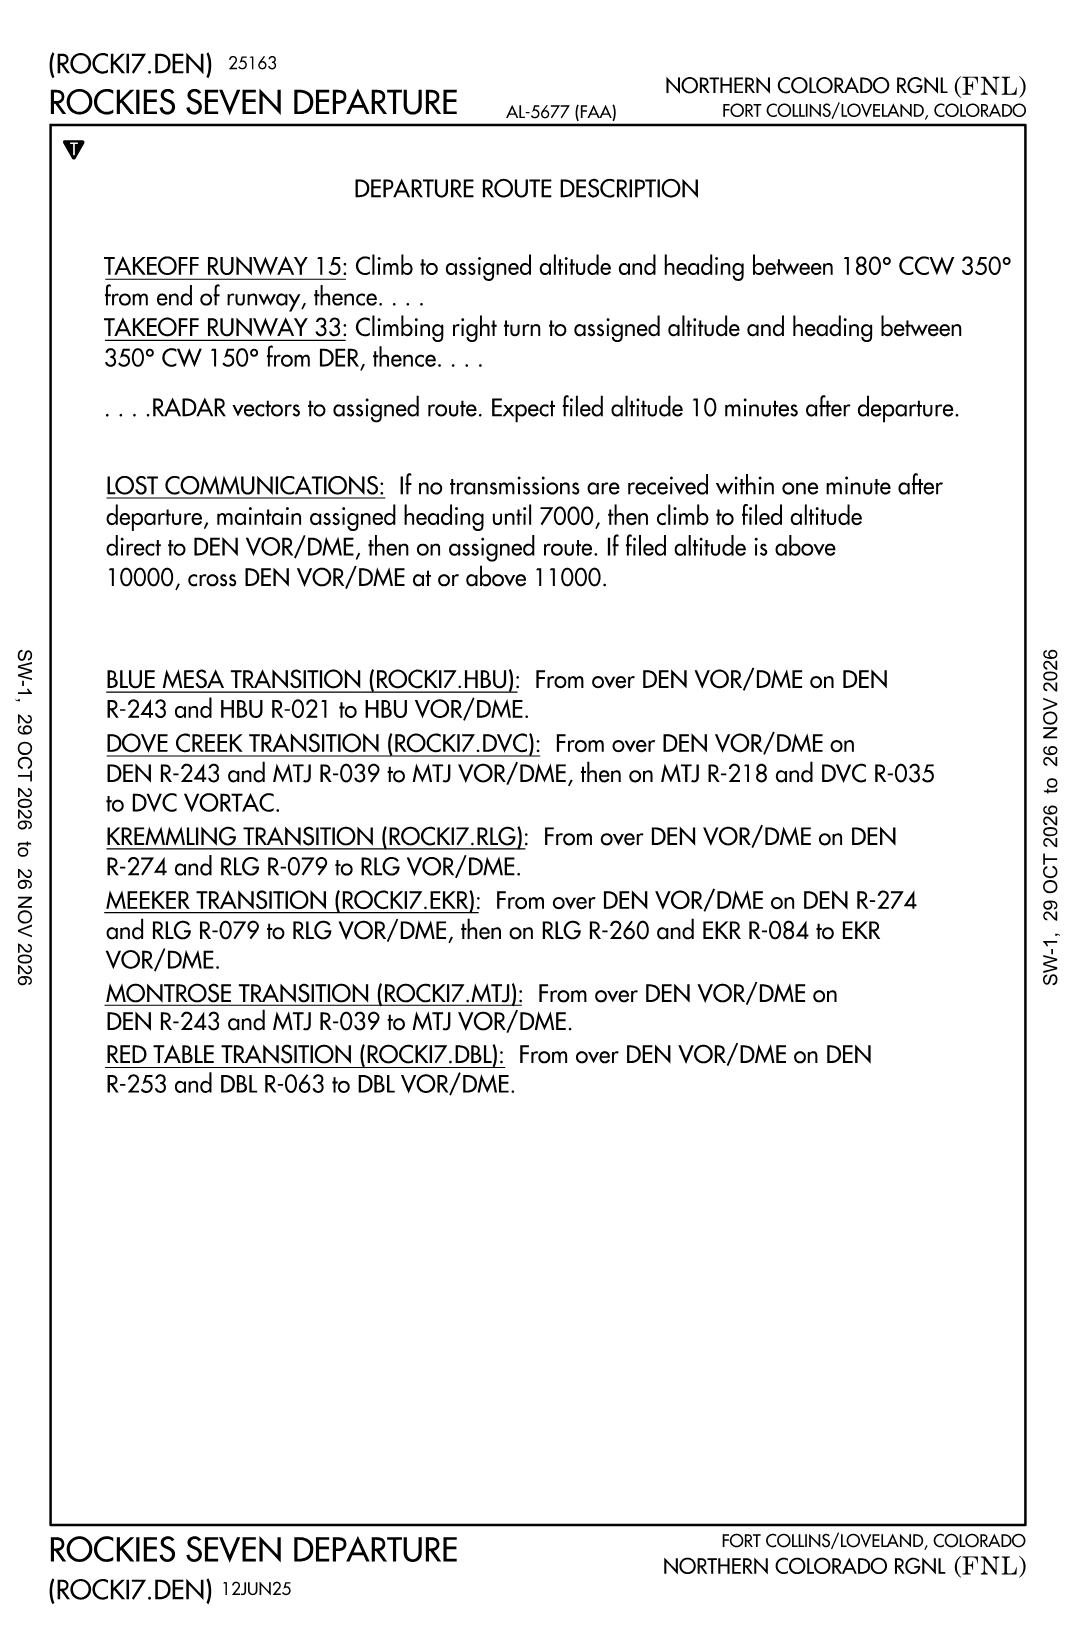 (ROCKI7.DEN) 25163
ROCKIES SEVEN DEPARTURE
AL-5677 (FAA)
NORTHERN COLORADO RGNL (FNL)
FORT COLLINS/LOVELAND, COLORADO
T
DEPARTURE ROUTE DESCRIPTION
TAKEOFF RUNWAY 15: Climb to assigned altitude and heading between 180° CCW 350°
from end of runway, thence. . . .
TAKEOFF RUNWAY 33: Climbing right turn to assigned altitude and heading between
350° CW 150° from DER, thence. . . .
. . . .RADAR vectors to assigned route. Expect filed altitude 10 minutes after departure.
LOST COMMUNICATIONS: If no transmissions are received within one minute after
departure, maintain assigned heading until 7000, then climb to filed altitude
direct to DEN VOR/DME, then on assigned route. If filed altitude is above
10000, cross DEN VOR/DME at or above 11000.
BLUE MESA TRANSITION (ROCKI7.HBU): From over DEN VOR/DME on DEN
R-243 and HBU R-021 to HBU VOR/DME.
DOVE CREEK TRANSITION (ROCKI7.DVC): From over DEN VOR/DME on
DEN R-243 and MTJ R-039 to MTJ VOR/DME, then on MTJ R-218 and DVC R-035
to DVC VORTAC.
KREMMLING TRANSITION (ROCKI7.RLG): From over DEN VOR/DME on DEN
R-274 and RLG R-079 to RLG VOR/DME.
MEEKER TRANSITION (ROCKI7.EKR): From over DEN VOR/DME on DEN R-274
and RLG R-079 to RLG VOR/DME, then on RLG R-260 and EKR R-084 to EKR
VOR/DME.
MONTROSE TRANSITION (ROCKI7.MTJ): From over DEN VOR/DME on
DEN R-243 and MTJ R-039 to MTJ VOR/DME.
RED TABLE TRANSITION (ROCKI7.DBL): From over DEN VOR/DME on DEN
R-253 and DBL R-063 to DBL VOR/DME.
SW-1, 29 OCT 2026 to 26 NOV 2026
SW-1, 29 OCT 2026 to 26 NOV 2026
ROCKIES SEVEN DEPARTURE
(ROCKI7.DEN) 12JUN25
FORT COLLINS/LOVELAND, COLORADO
NORTHERN COLORADO RGNL (FNL)